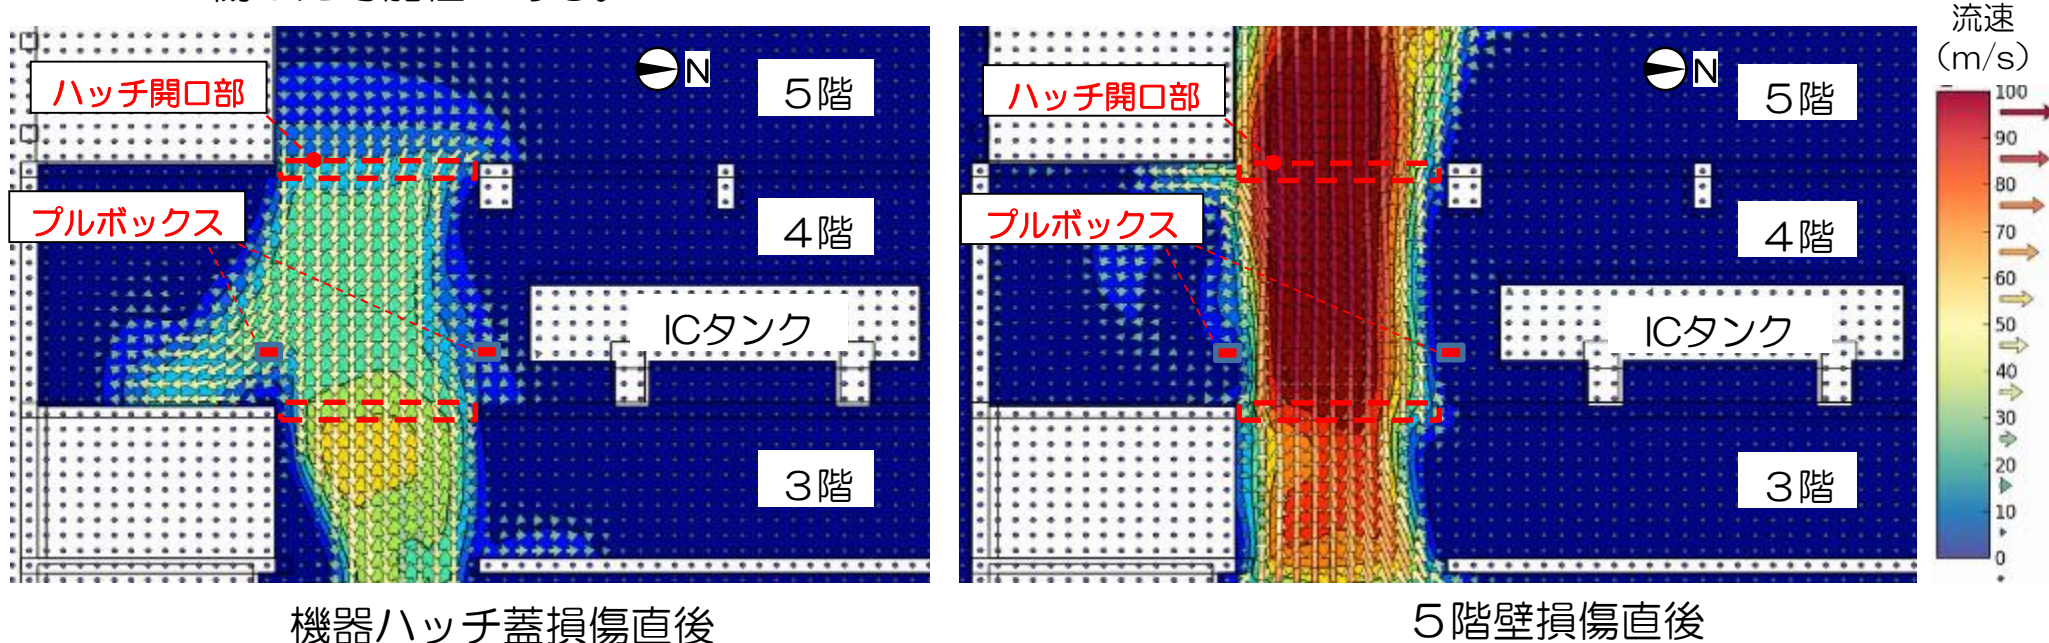 流速
(m/s)
ハッチ開口部
N
5階
プルボックス
4階
ICタンク
3階
機器ハッチ蓋損傷直後
ハッチ開口部
N
5階
プルボックス
4階
ICタンク
3階
5階壁損傷直後
100
90
80
70
60
50
40
30
20
10
0